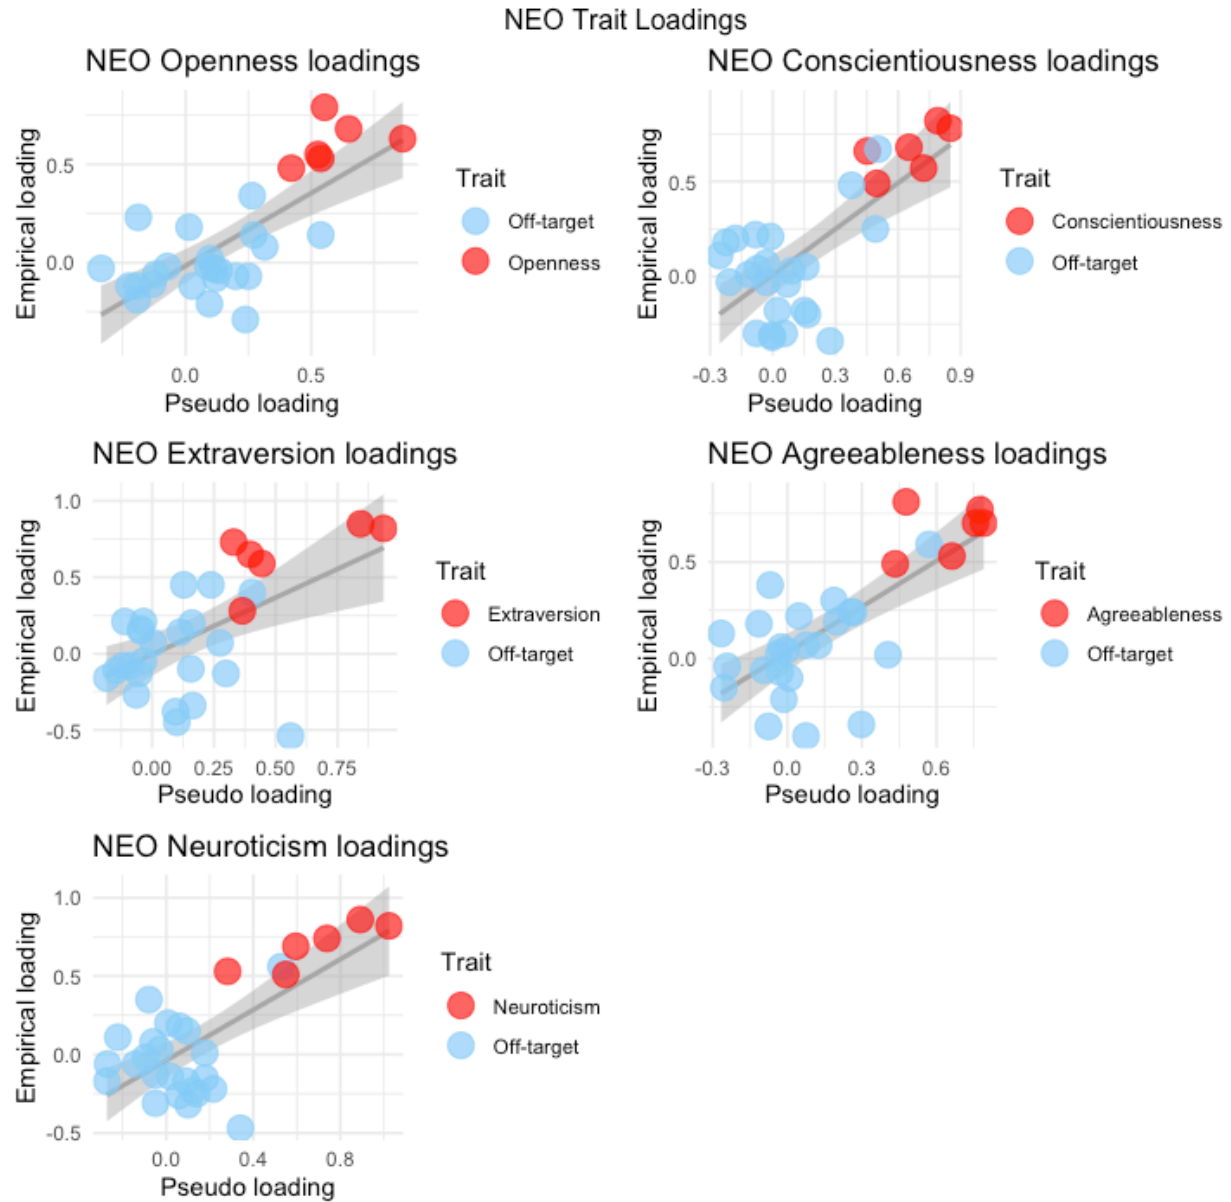 NEO Trait Loadings
NEO Openness loadings
Empirical loading
0.5
0.0
0.0 0.5
Pseudo loading
Trait
Off-target
Openness
NEO Conscientiousness loadings
Empirical loading
0.5
0.0
-0.3 0.0 0.3 0.6 0.9
Pseudo loading
Trait
Conscientiousness
Off-target
NEO Extraversion loadings
Empirical loading
1.0
0.5
0.0
-0.5
0.00 0.25 0.50 0.75
Pseudo loading
Trait
Extraversion
Off-target
NEO Agreeableness loadings
Empirical loading
0.5
0.0
-0.3 0.0 0.3 0.6
Pseudo loading
Trait
Agreeableness
Off-target
NEO Neuroticism loadings
Empirical loading
1.0
0.5
0.0
-0.5
0.0 0.4 0.8
Pseudo loading
Trait
Neuroticism
Off-target